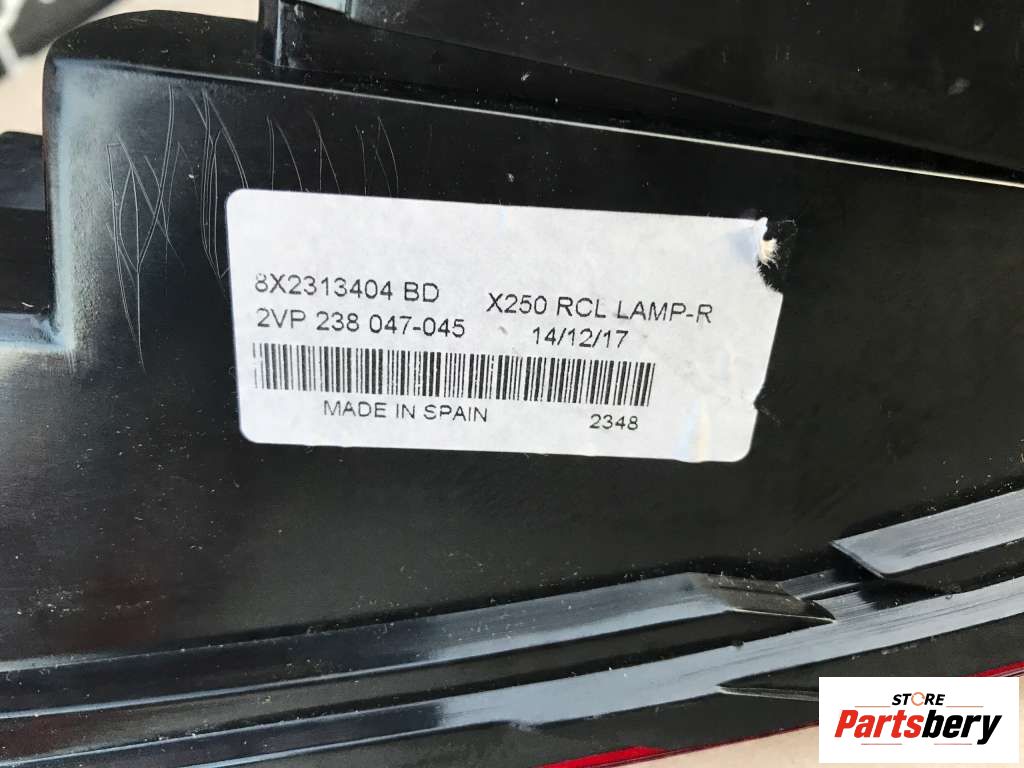 8X2313404 BD
X250 RCL LAMP-R
2VP 238 047-045
14/12/17
MADE IN SPAIN
2348
STORE
Partsbery